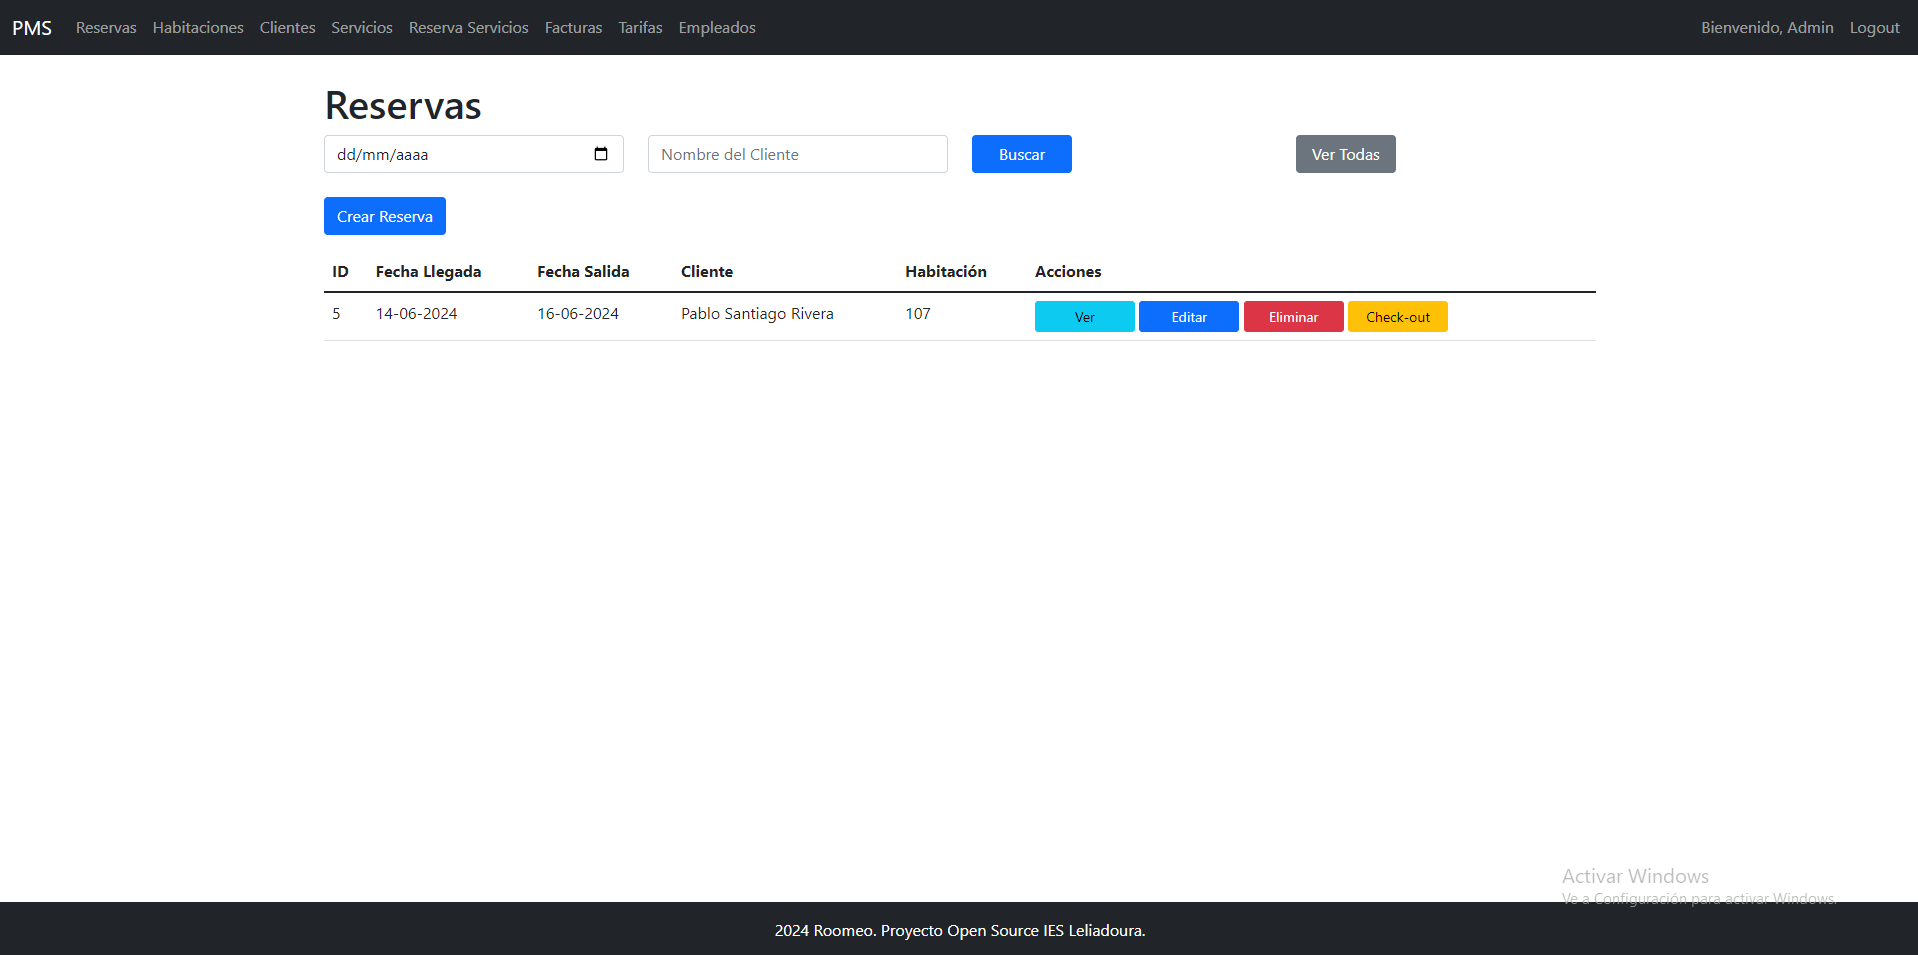 PMS Reservas Habitaciones Clientes Servicios Reserva Servicios Facturas Tarifas Empleados Bienvenido, Admin Logout
Reservas
dd/mm/aaaa Nombre del Cliente Buscar Ver Todas
Crear Reserva
ID Fecha Llegada Fecha Salida Cliente Habitación Acciones
5 14-06-2024 16-06-2024 Pablo Santiago Rivera 107 Ver Editar Eliminar Check-out
Activar Windows
Ve a Configuración para activar Windows.
2024 Roomeo. Proyecto Open Source IES Leliadoura.